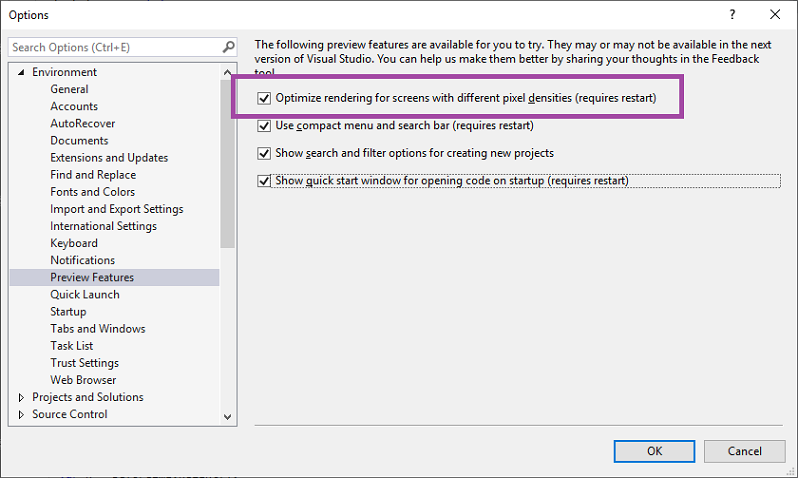 Options
?
Search Options (Ctrl+E)
Environment
General
Accounts
AutoRecover
Documents
Extensions and Updates
Find and Replace
Fonts and Colors
Import and Export Settings
International Settings
Keyboard
Notifications
Preview Features
Quick Launch
Startup
Tabs and Windows
Task List
Trust Settings
Web Browser
Projects and Solutions
Source Control
The following preview features are available for you to try. They may or may not be available in the next
version of Visual Studio. You can help us make them better by sharing your thoughts in the Feedback
tool.
Optimize rendering for screens with different pixel densities (requires restart)
Use compact menu and search bar (requires restart)
Show search and filter options for creating new projects
Show quick start window for opening code on startup (requires restart)
OK
Cancel